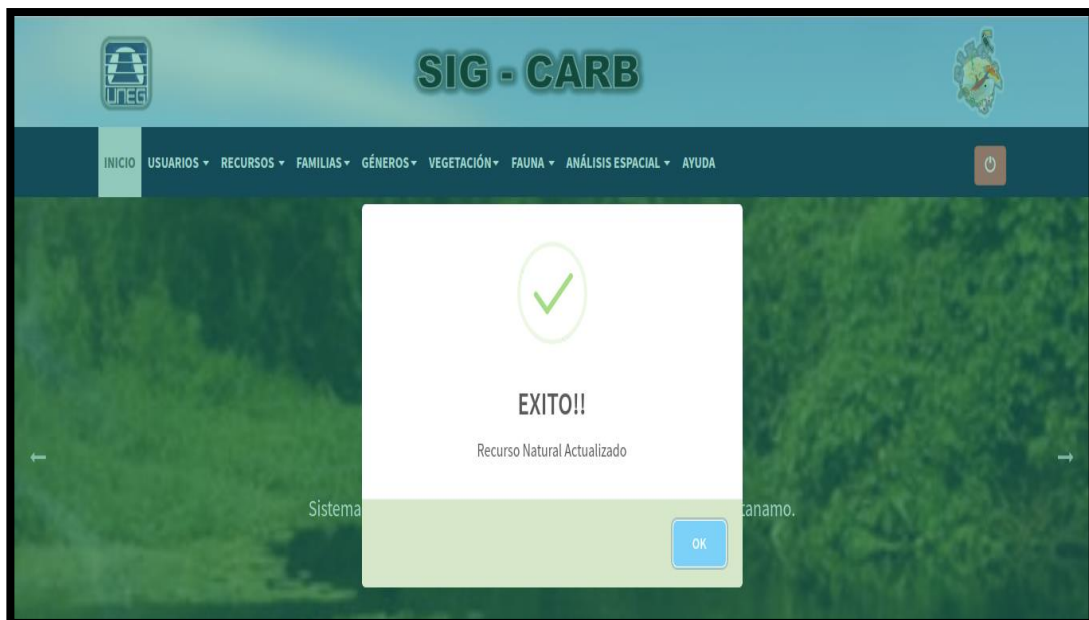 UNEG
SIG - CARB
INICIO USUARIOS RECURSOS FAMILIAS GÉNEROS VEGETACIÓN FAUNA ANÁLISIS ESPACIAL AYUDA
EXITO!!
Recurso Natural Actualizado
Sistema tanamo.
OK